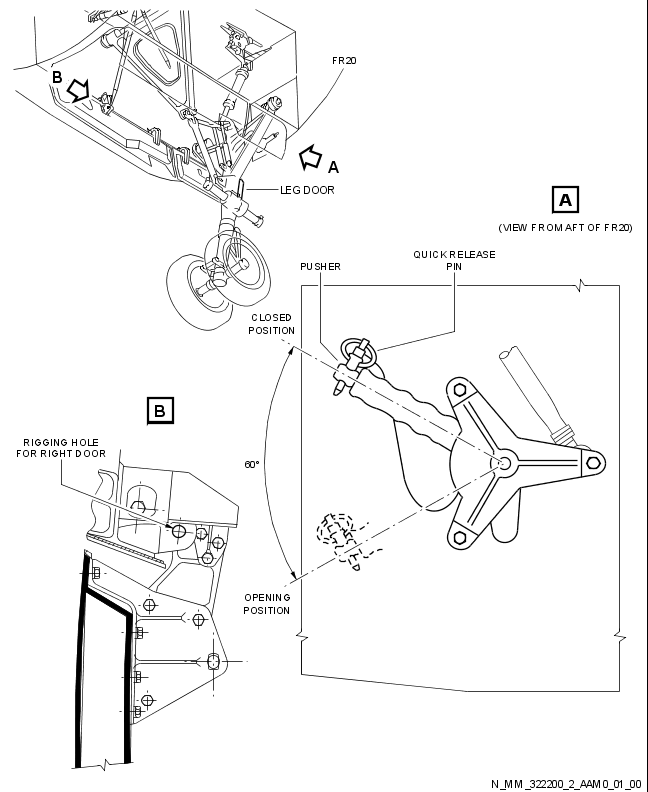 FR20
B
A
LEG DOOR
A
(VIEW FROM AFT OF FR20)
QUICK RELEASE
PIN
PUSHER
CLOSED
POSITION
B
RIGGING HOLE
FOR RIGHT DOOR
60°
OPENING
POSITION
N_MM_322200_2_AAM0_01_00